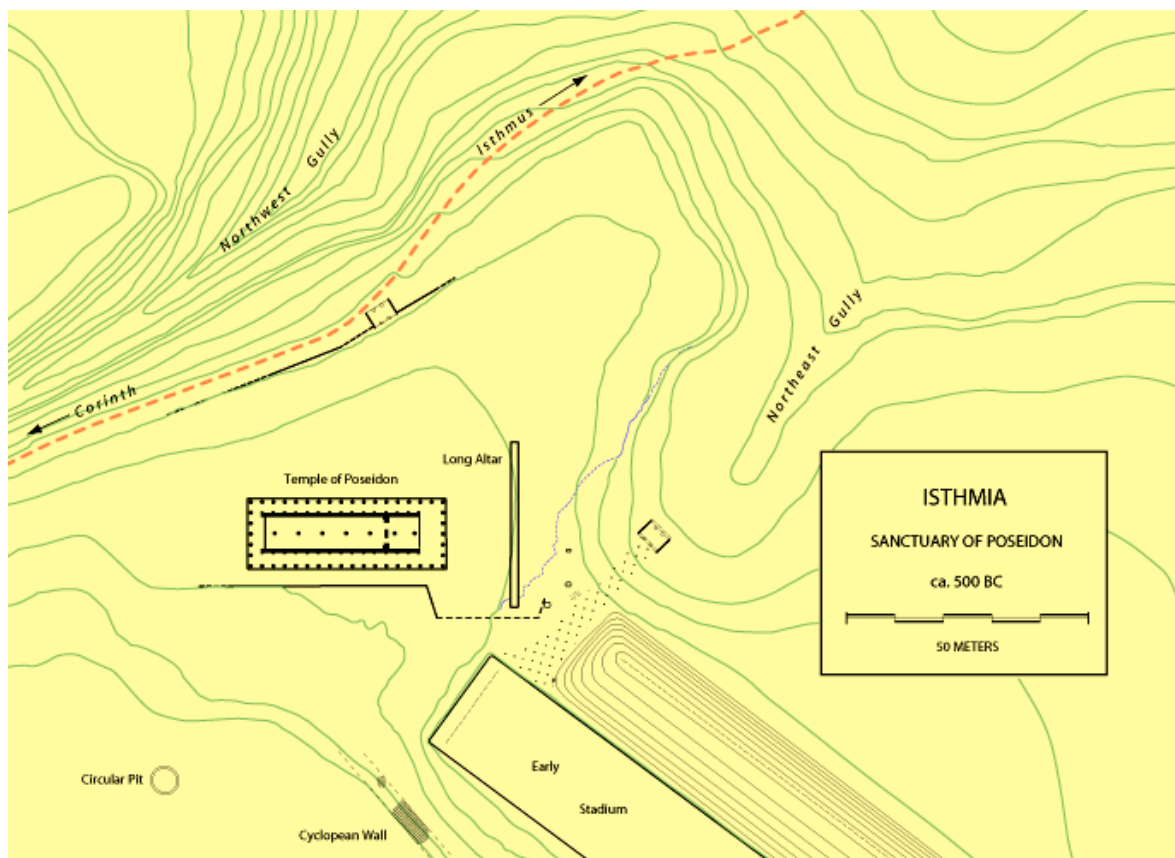 Isthmus
Northwest Gully
Corinth
Northeast Gully
Long Altar
Temple of Poseidon
ISTHMIA
SANCTUARY OF POSEIDON
ca. 500 BC
50 METERS
Early
Stadium
Circular Pit
Cyclopean Wall